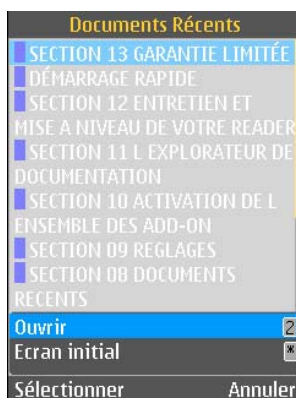 Documents Récents
SECTION 13 GARANTIE LIMITÉE
DÉMARRAGE RAPIDE
SECTION 12 ENTRETIEN ET
MISE A NIVEAU DE VOTRE READER
SECTION 11 L EXPLORATEUR DE
DOCUMENTATION
SECTION 10 ACTIVATION DE L
ENSEMBLE DES ADD-ON
SECTION 09 REGLAGES
SECTION 08 DOCUMENTS
RECENTS
Ouvrir 2
Ecran initial *
Sélectionner Annuler